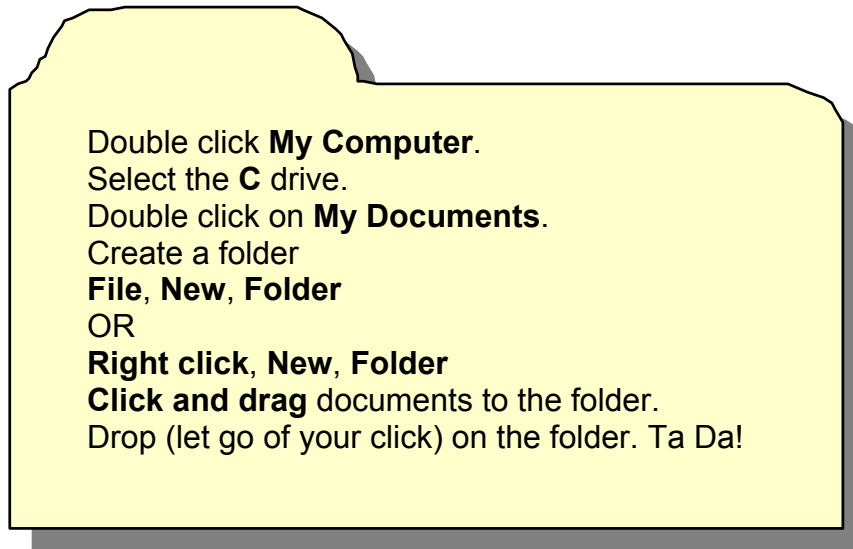 Double click My Computer.
Select the C drive.
Double click on My Documents.
Create a folder
File, New, Folder
OR
Right click, New, Folder
Click and drag documents to the folder.
Drop (let go of your click) on the folder. Ta Da!